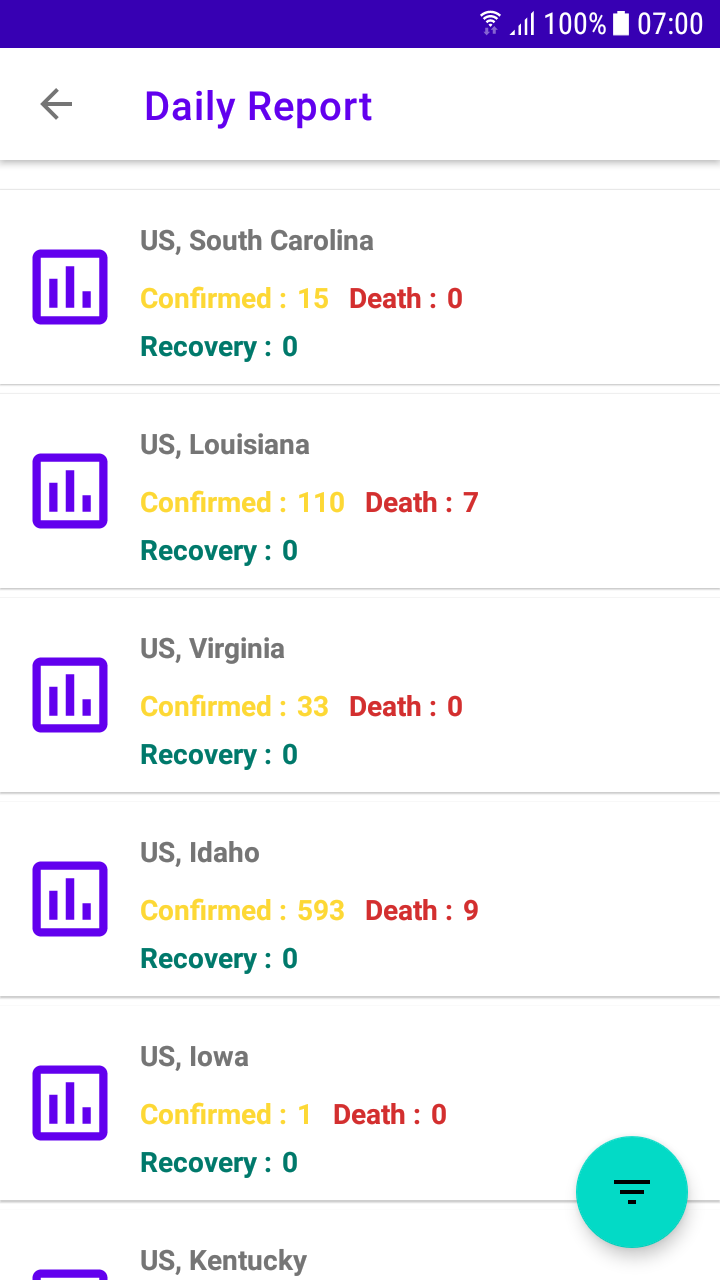 100% 07:00
Daily Report
US, South Carolina
Confirmed : 15 Death : 0
Recovery : 0
US, Louisiana
Confirmed : 110 Death : 7
Recovery : 0
US, Virginia
Confirmed : 33 Death : 0
Recovery : 0
US, Idaho
Confirmed : 593 Death : 9
Recovery : 0
US, Iowa
Confirmed : 1 Death : 0
Recovery : 0
US, Kentucky